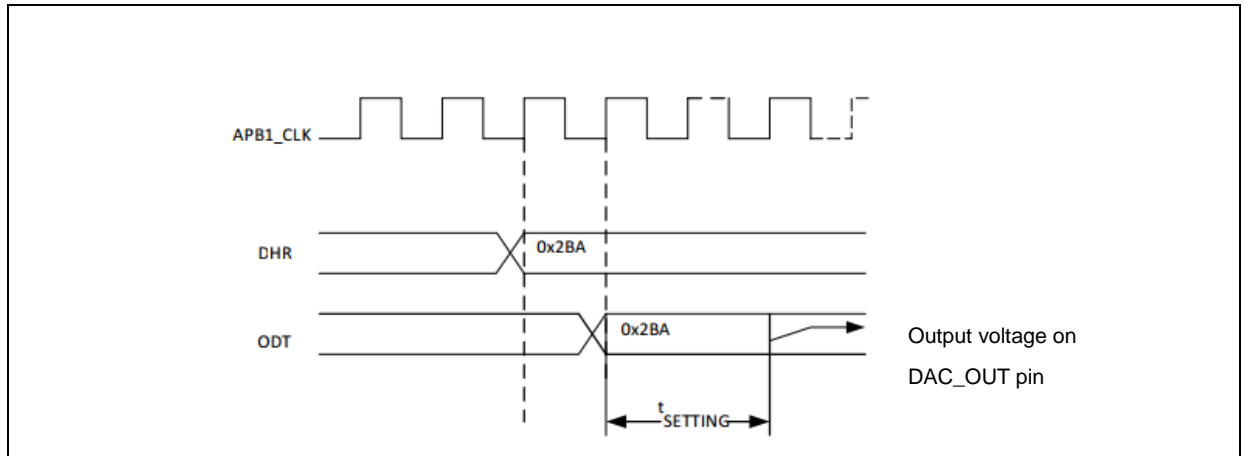 APB1_CLK
DHR
0x2BA
ODT
0x2BA
Output voltage on
DAC_OUT pin
t
SETTING